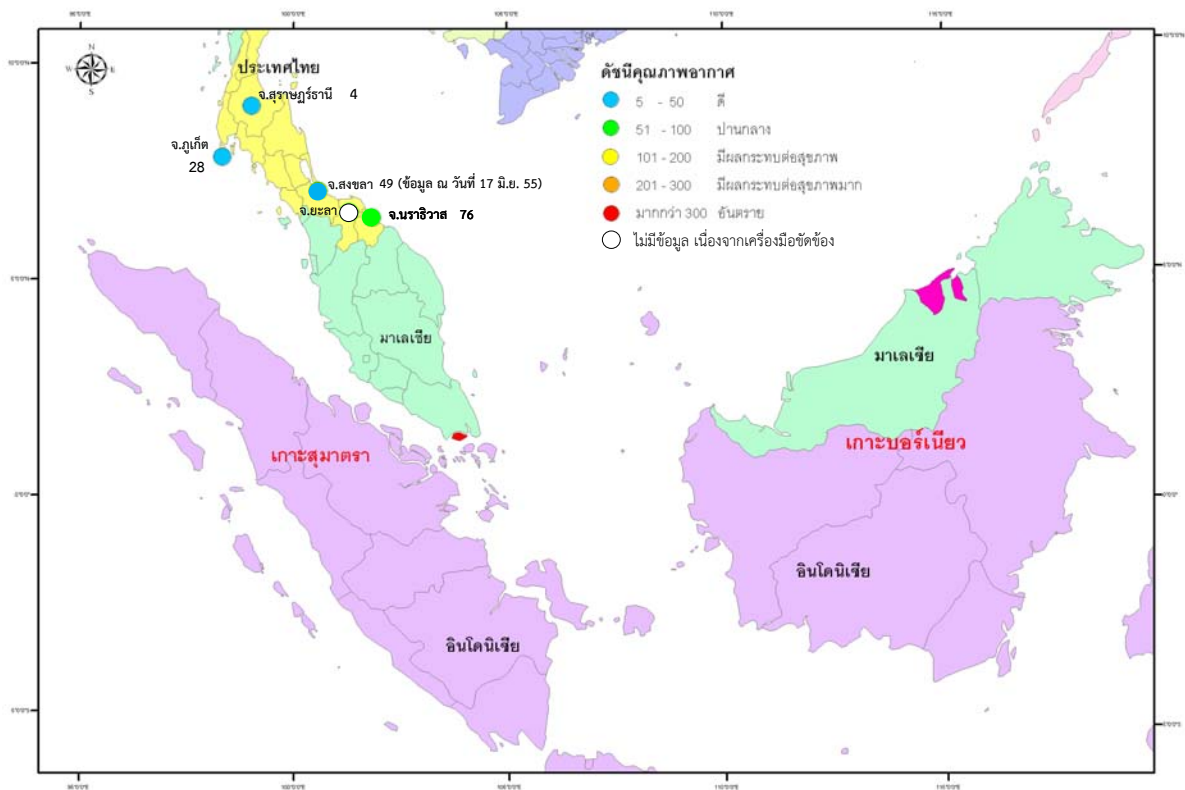 N
W E
S
ประเทศไทย
จ.สุราษฎร์ธานี 4
จ.ภูเก็ต
28
จ.สงขลา 49 (ข้อมูล ณ วันที่ 17 มิ.ย. 55)
จ.ยะลา
จ.นราธิวาส 76
ดัชนีคุณภาพอากาศ
5 - 50 ดี
51 - 100 ปานกลาง
101 - 200 มีผลกระทบต่อสุขภาพ
201 - 300 มีผลกระทบต่อสุขภาพมาก
มากกว่า 300 อันตราย
ไม่มีข้อมูล เนื่องจากเครื่องมือขัดข้อง
มาเลเซีย
มาเลเซีย
เกาะสุมาตรา
เกาะบอร์เนียว
อินโดนิเซีย
อินโดนิเซีย